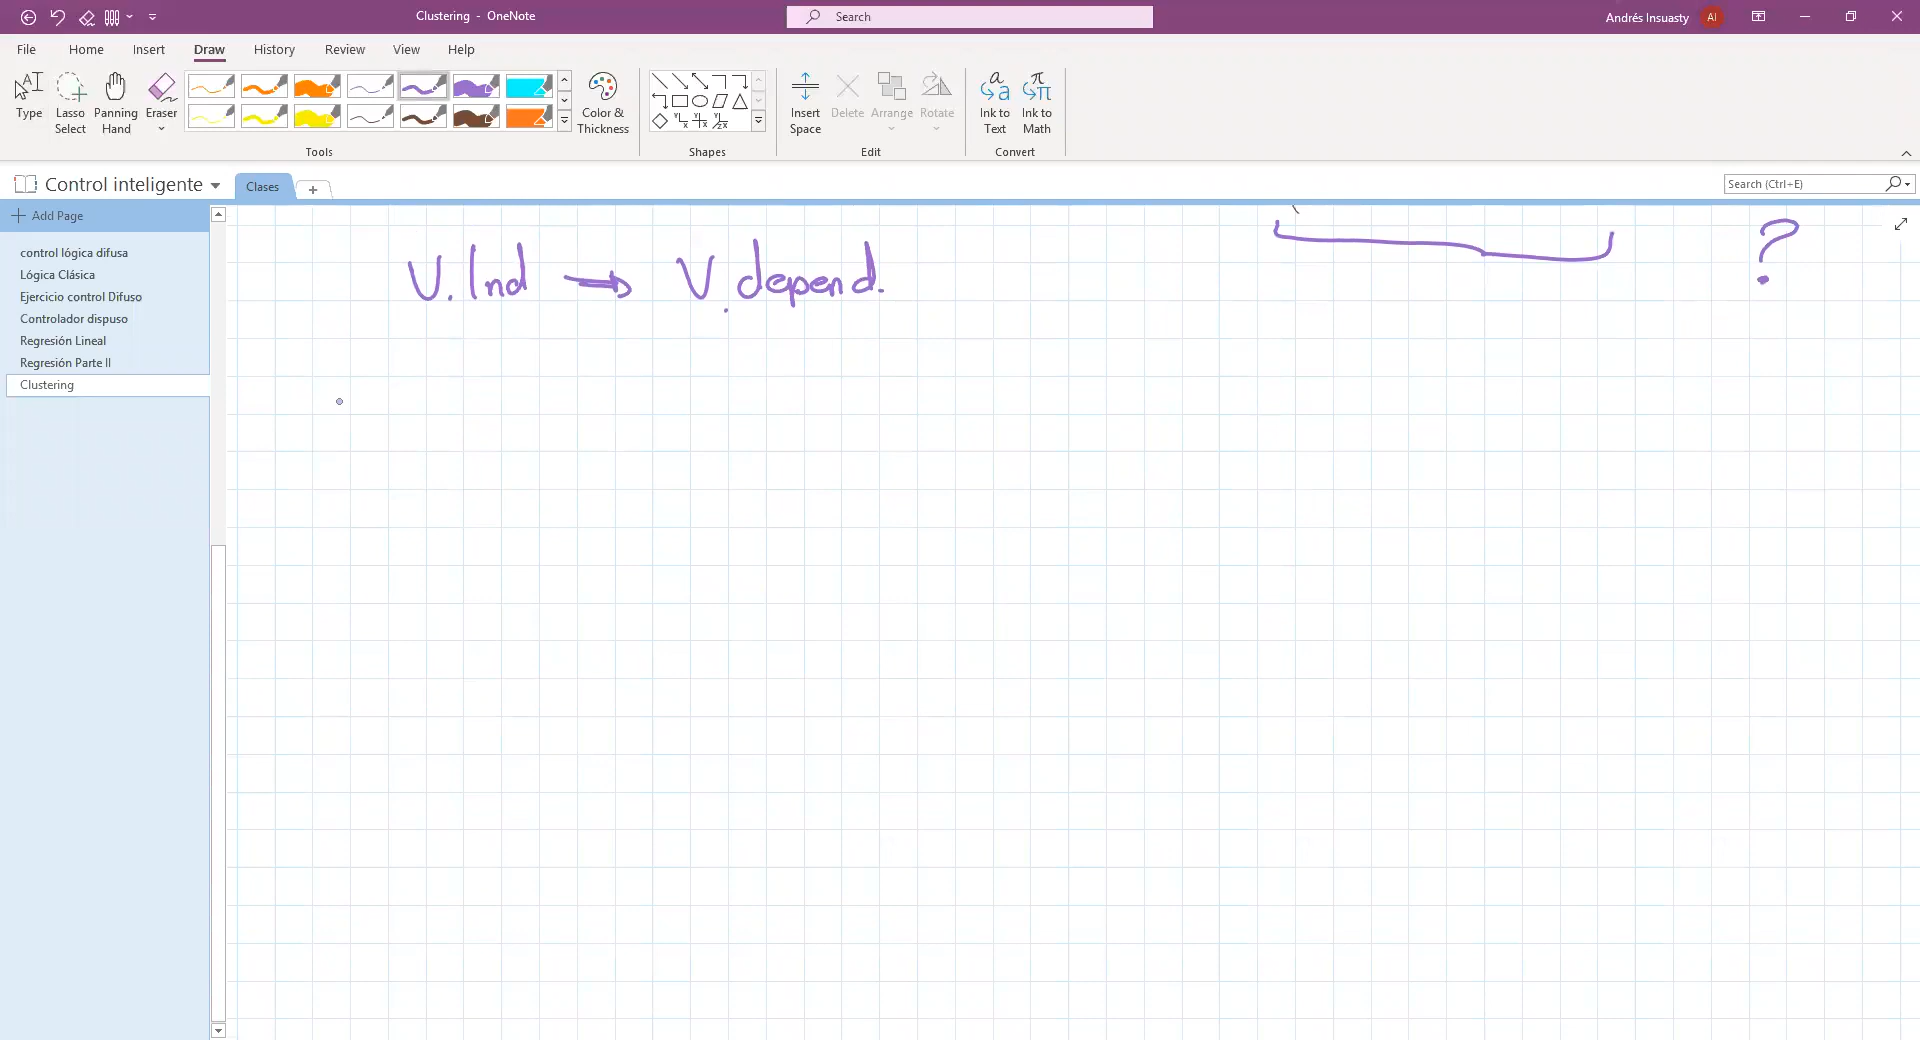 Clustering - OneNote
Search
Andrés Insuasty
AI
File
Home
Insert
Draw
History
Review
View
Help
Type
Lasso Select
Panning Hand
Eraser
Color & Thickness
Insert Space
Delete
Arrange
Rotate
Ink to Text
Ink to Math
Tools
Shapes
Edit
Convert
Control inteligente
Clases
Search (Ctrl+E)
Add Page
control lógica difusa
Lógica Clásica
Ejercicio control Difuso
Controlador dispuso
Regresión Lineal
Regresión Parte II
Clustering
V. Ind → V. depend.
?